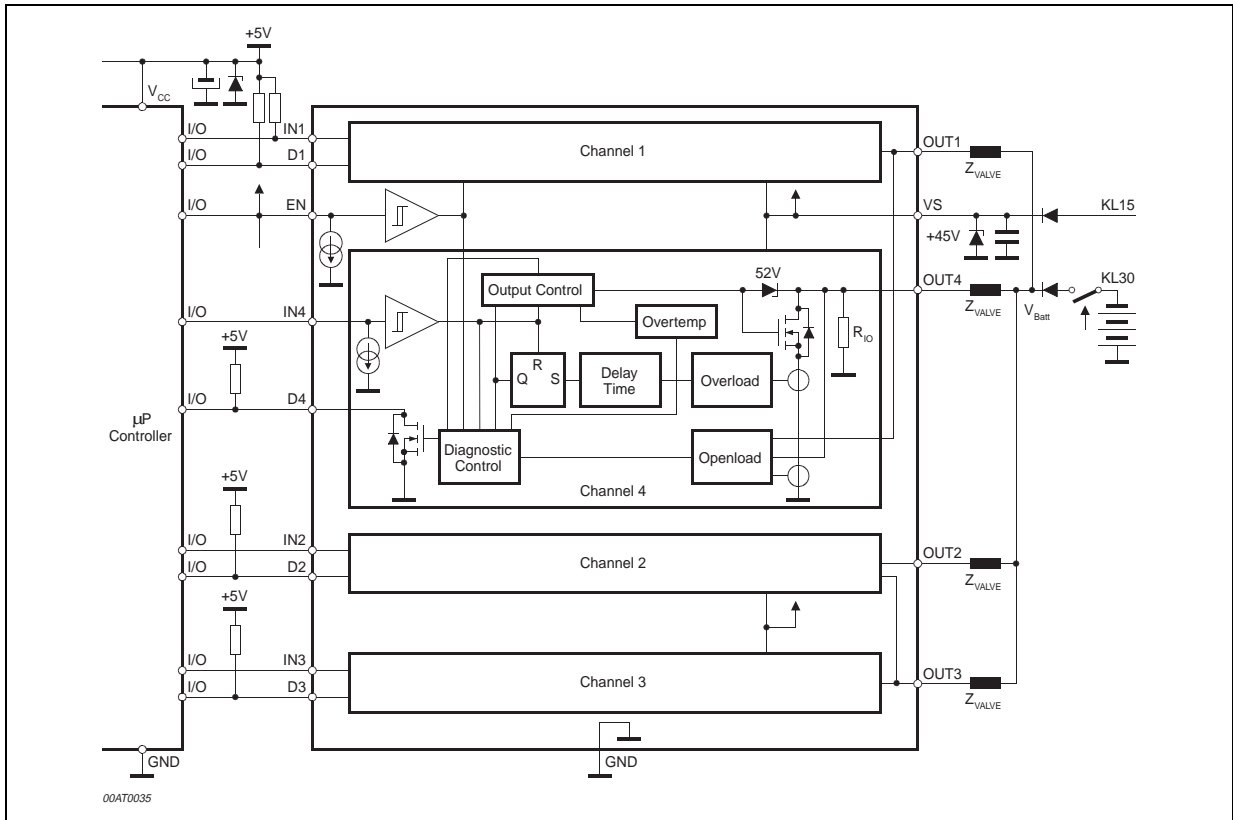 +5V
V_CC
I/O
IN1
Channel 1
OUT1
Z_VALVE
I/O
D1
I/O
EN
VS
KL15
+45V
52V
OUT4
KL30
Z_VALVE
V_Batt
Output Control
I/O
IN4
Overtemp
R_IO
+5V
R
Q
S
Delay
Time
Overload
I/O
D4
μP
Controller
Diagnostic
Control
Openload
Channel 4
+5V
I/O
IN2
Channel 2
OUT2
Z_VALVE
I/O
D2
+5V
I/O
IN3
Channel 3
OUT3
Z_VALVE
I/O
D3
GND
GND
00AT0035